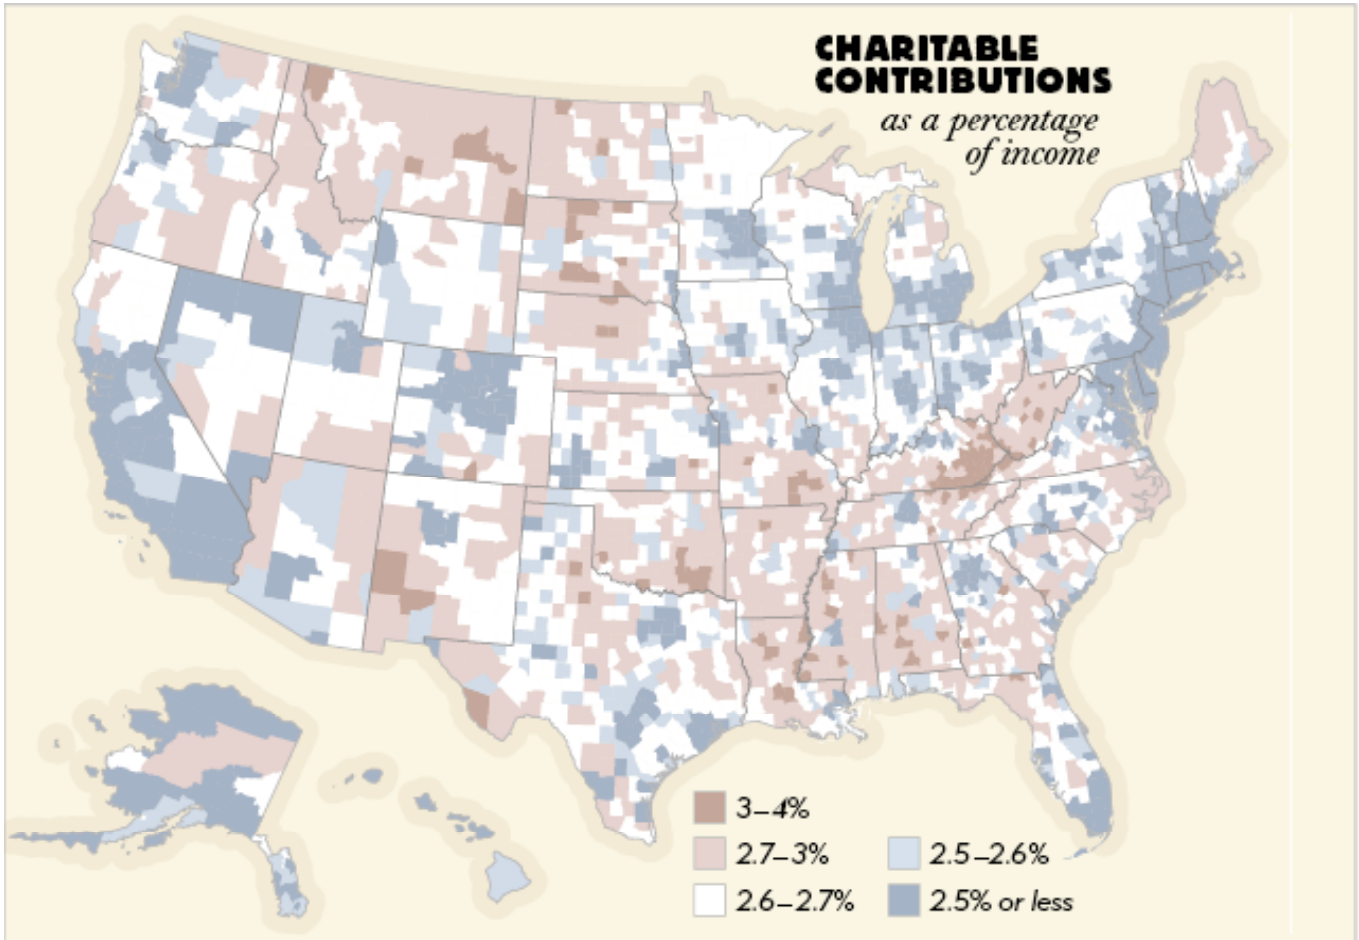 CHARITABLE
CONTRIBUTIONS
as a percentage
of income
3–4%
2.7–3%
2.6–2.7%
2.5–2.6%
2.5% or less